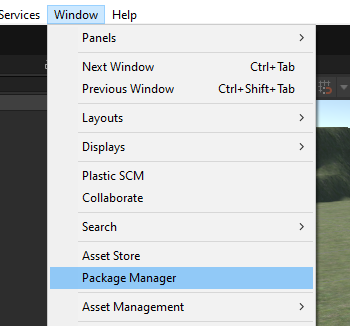 Services Window Help
Panels
Next Window Ctrl+Tab
Previous Window Ctrl+Shift+Tab
Layouts
Displays
Plastic SCM
Collaborate
Search
Asset Store
Package Manager
Asset Management